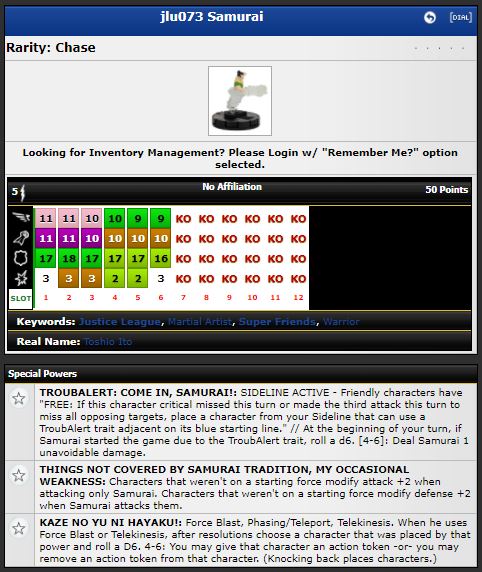 jlu073 Samurai
[DIAL]
Rarity: Chase
Looking for Inventory Management? Please Login w/ "Remember Me?" option
selected.
5 No Affiliation 50 Points
11 11 10 10 9 9 KO KO KO KO KO KO
11 11 10 10 10 10 KO KO KO KO KO KO
17 18 17 17 17 16 KO KO KO KO KO KO
3 3 3 2 2 3 KO KO KO KO KO KO
SLOT 1 2 3 4 5 6 7 8 9 10 11 12
Keywords: Justice League, Martial Artist, Super Friends, Warrior
Real Name: Toshio Ito
Special Powers
TROUBALERT: COME IN, SAMURAI!: SIDELINE ACTIVE - Friendly characters have
"FREE: If this character critical missed this turn or made the third attack this turn to
miss all opposing targets, place a character from your Sideline that can use a
TroubAlert trait adjacent on its blue starting line." // At the beginning of your turn, if
Samurai started the game due to the TroubAlert trait, roll a d6. [4-6]: Deal Samurai 1
unavoidable damage.
THINGS NOT COVERED BY SAMURAI TRADITION, MY OCCASIONAL
WEAKNESS: Characters that weren't on a starting force modify attack +2 when
attacking only Samurai. Characters that weren't on a starting force modify defense +2
when Samurai attacks them.
KAZE NO YU NI HAYAKU!: Force Blast, Phasing/Teleport, Telekinesis. When he uses
Force Blast or Telekinesis, after resolutions choose a character that was placed by that
power and roll a D6. 4-6: You may give that character an action token -or- you may
remove an action token from that character. (Knocking back places characters.)